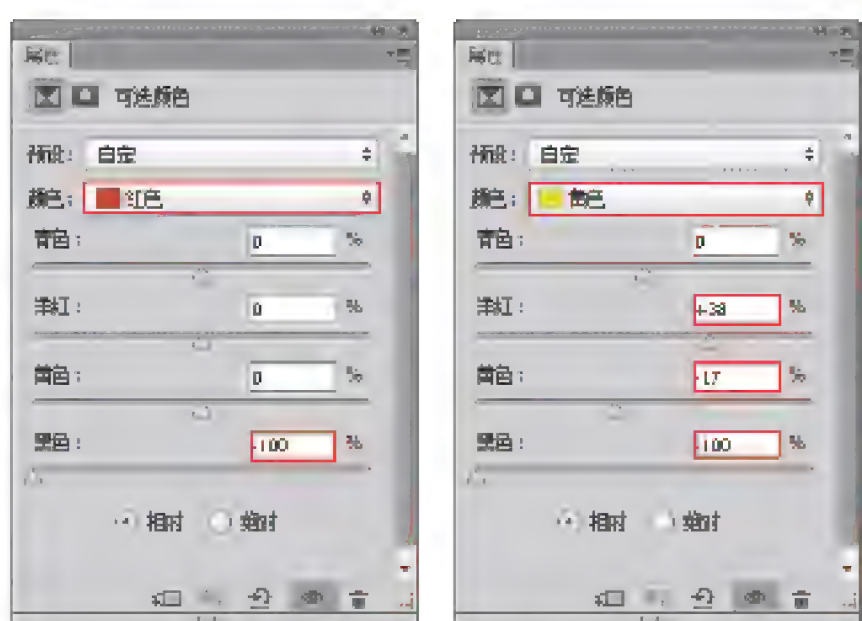 属性
可选颜色
预设: 自定
颜色: 红色
青色: 0 %
洋红: 0 %
黄色: 0 %
黑色: -100 %
相对 绝对
属性
可选颜色
预设: 自定
颜色: 黄色
青色: 0 %
洋红: +38 %
黄色: -17 %
黑色: -100 %
相对 绝对